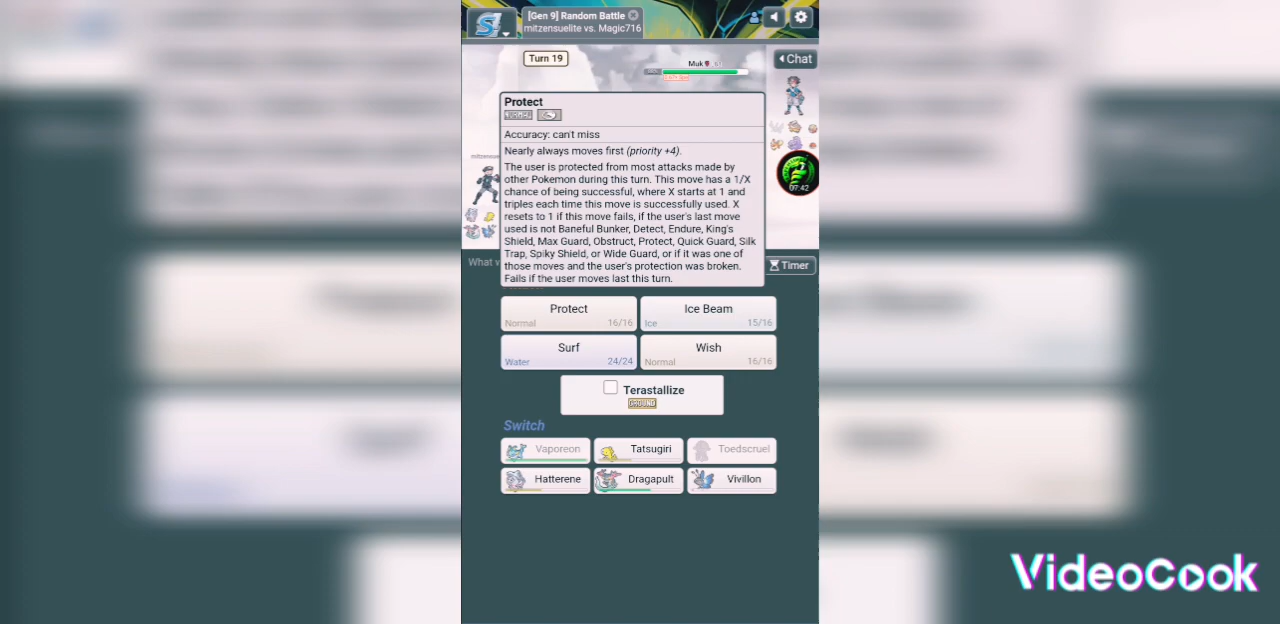 [Gen 9] Random Battle
mitzensuelite vs. Magic716
Turn 19
Muk
Chat
Protect
Accuracy: can't miss
Nearly always moves first (priority +4).
The user is protected from most attacks made by
other Pokemon during this turn. This move has a 1/X
chance of being successful, where X starts at 1 and
triples each time this move is successfully used. X
resets to 1 if this move fails, if the user's last move
used is not Baneful Bunker, Detect, Endure, King's
Shield, Max Guard, Obstruct, Protect, Quick Guard, Silk
Trap, Spiky Shield, or Wide Guard, or if it was one of
those moves and the user's protection was broken.
Fails if the user moves last this turn.
mitzensue
07:42
What
Timer
Protect
Normal 16/16
Ice Beam
Ice 15/16
Surf
Water 24/24
Wish
Normal 16/16
Terastallize
GROUND
Switch
Vaporeon Tatsugiri Toedscruel
Hatterene Dragapult Vivillon
VideoCook